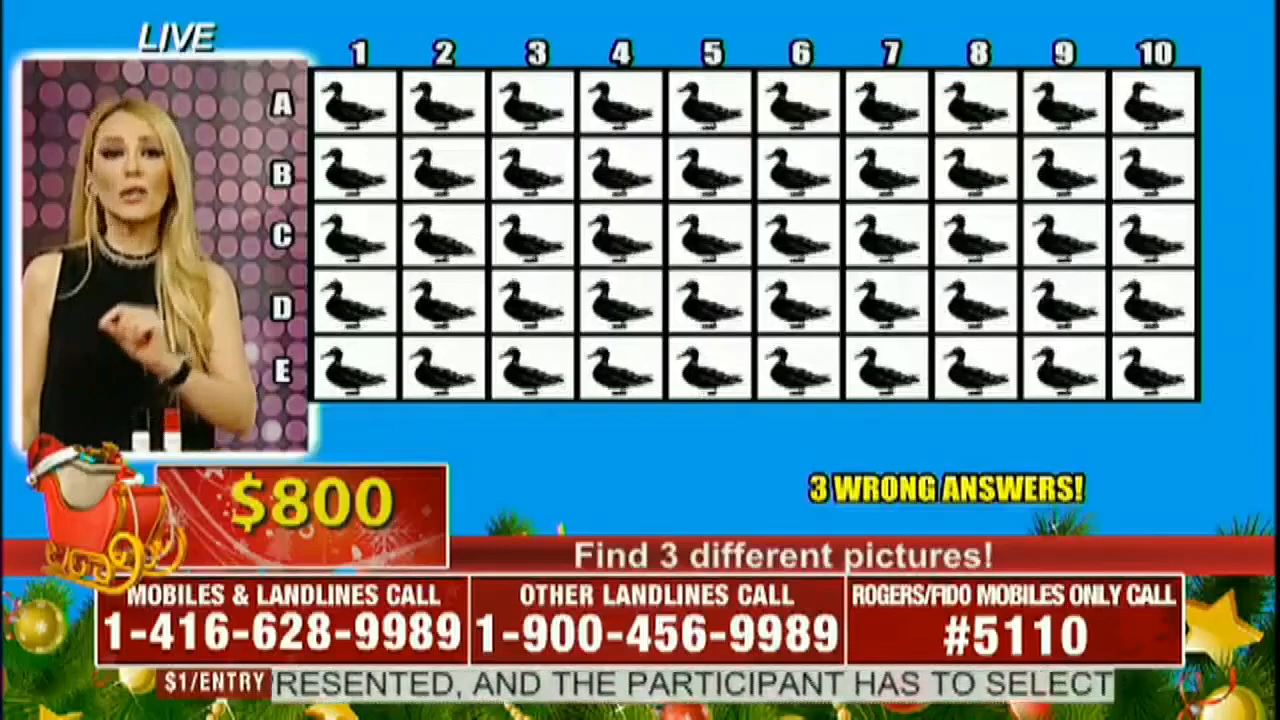 LIVE
1 2 3 4 5 6 7 8 9 10
A
B
C
D
E
$800
3 WRONG ANSWERS!
Find 3 different pictures!
MOBILES & LANDLINES CALL
1-416-628-9989
OTHER LANDLINES CALL
1-900-456-9989
ROGERS/FIDO MOBILES ONLY CALL
#5110
$1/ENTRY
RESENTED, AND THE PARTICIPANT HAS TO SELECT